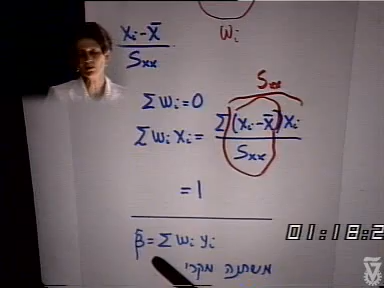 wᵢ
xᵢ-x̄ / Sxx
Sxx
Σwᵢ=0
Σwᵢxᵢ= Σ(xᵢ-x̄)xᵢ / Sxx
=1
01:18:2
β̂=Σwᵢyᵢ
משתנה מקרי